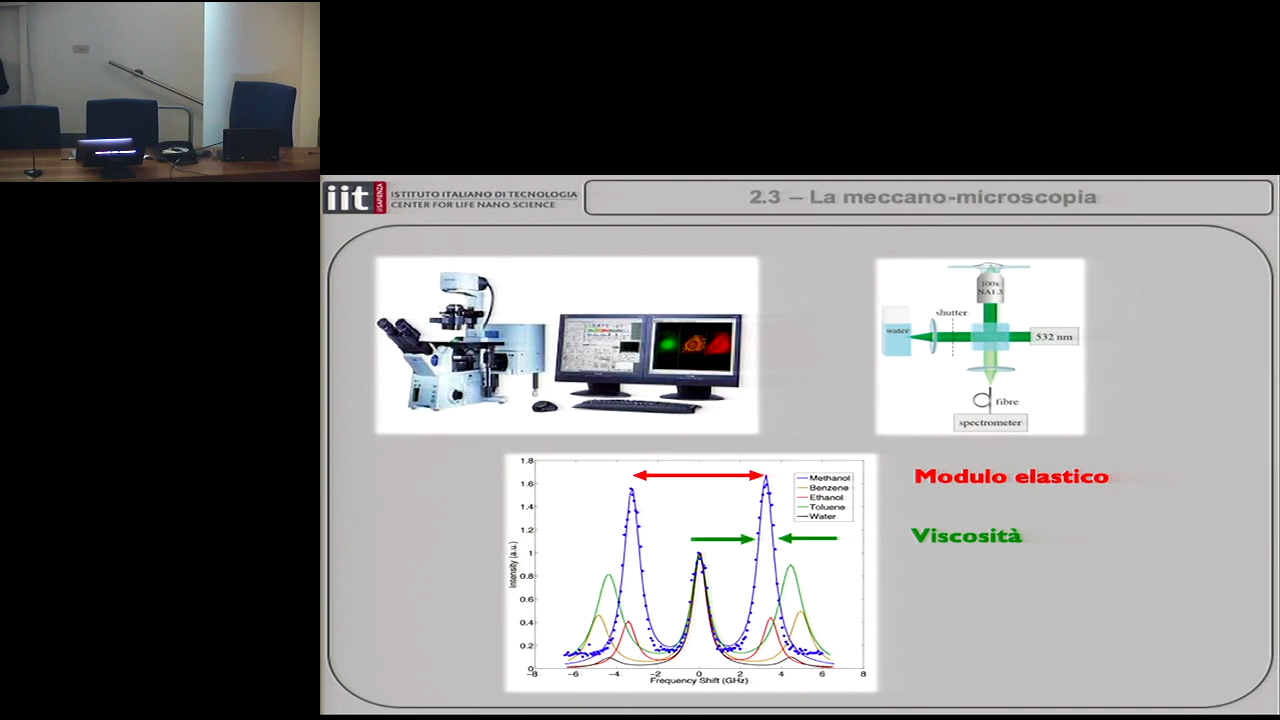 iit
SAPIENZA
ISTITUTO ITALIANO DI TECNOLOGIA
CENTER FOR LIFE NANO SCIENCE
2.3 – La meccano-microscopia
100x
NA1.3
shutter
water
532 nm
fibre
spectrometer
Modulo elastico
Viscosità
Methanol
Benzene
Ethanol
Toluene
Water
Intensity (a.u.)
1.8
1.6
1.4
1.2
1
0.8
0.6
0.4
0.2
0
-8 -6 -4 -2 0 2 4 6 8
Frequency Shift (GHz)